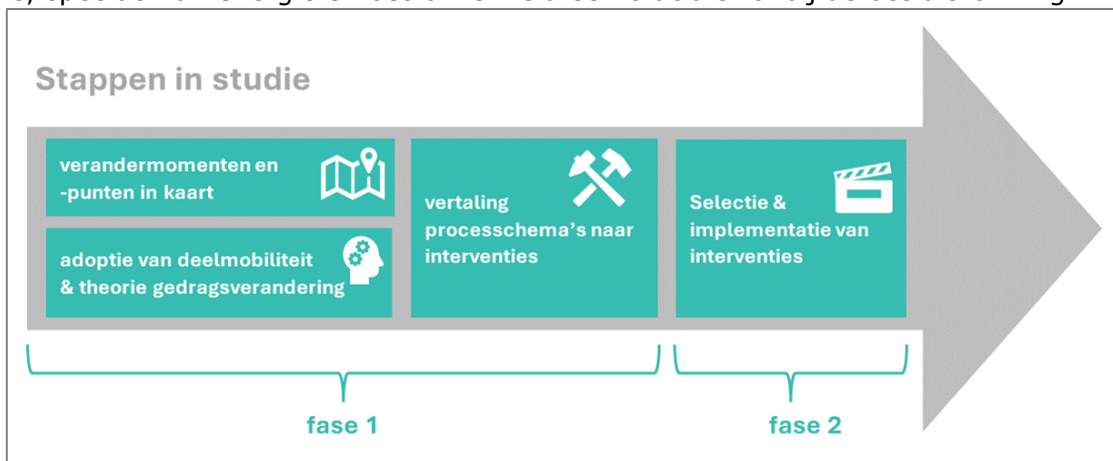 Stappen in studie
verandermomenten en
-punten in kaart
adoptie van deelmobiliteit
& theorie gedragsverandering
vertaling
processchema's naar
interventies
Selectie &
implementatie van
interventies
fase 1
fase 2